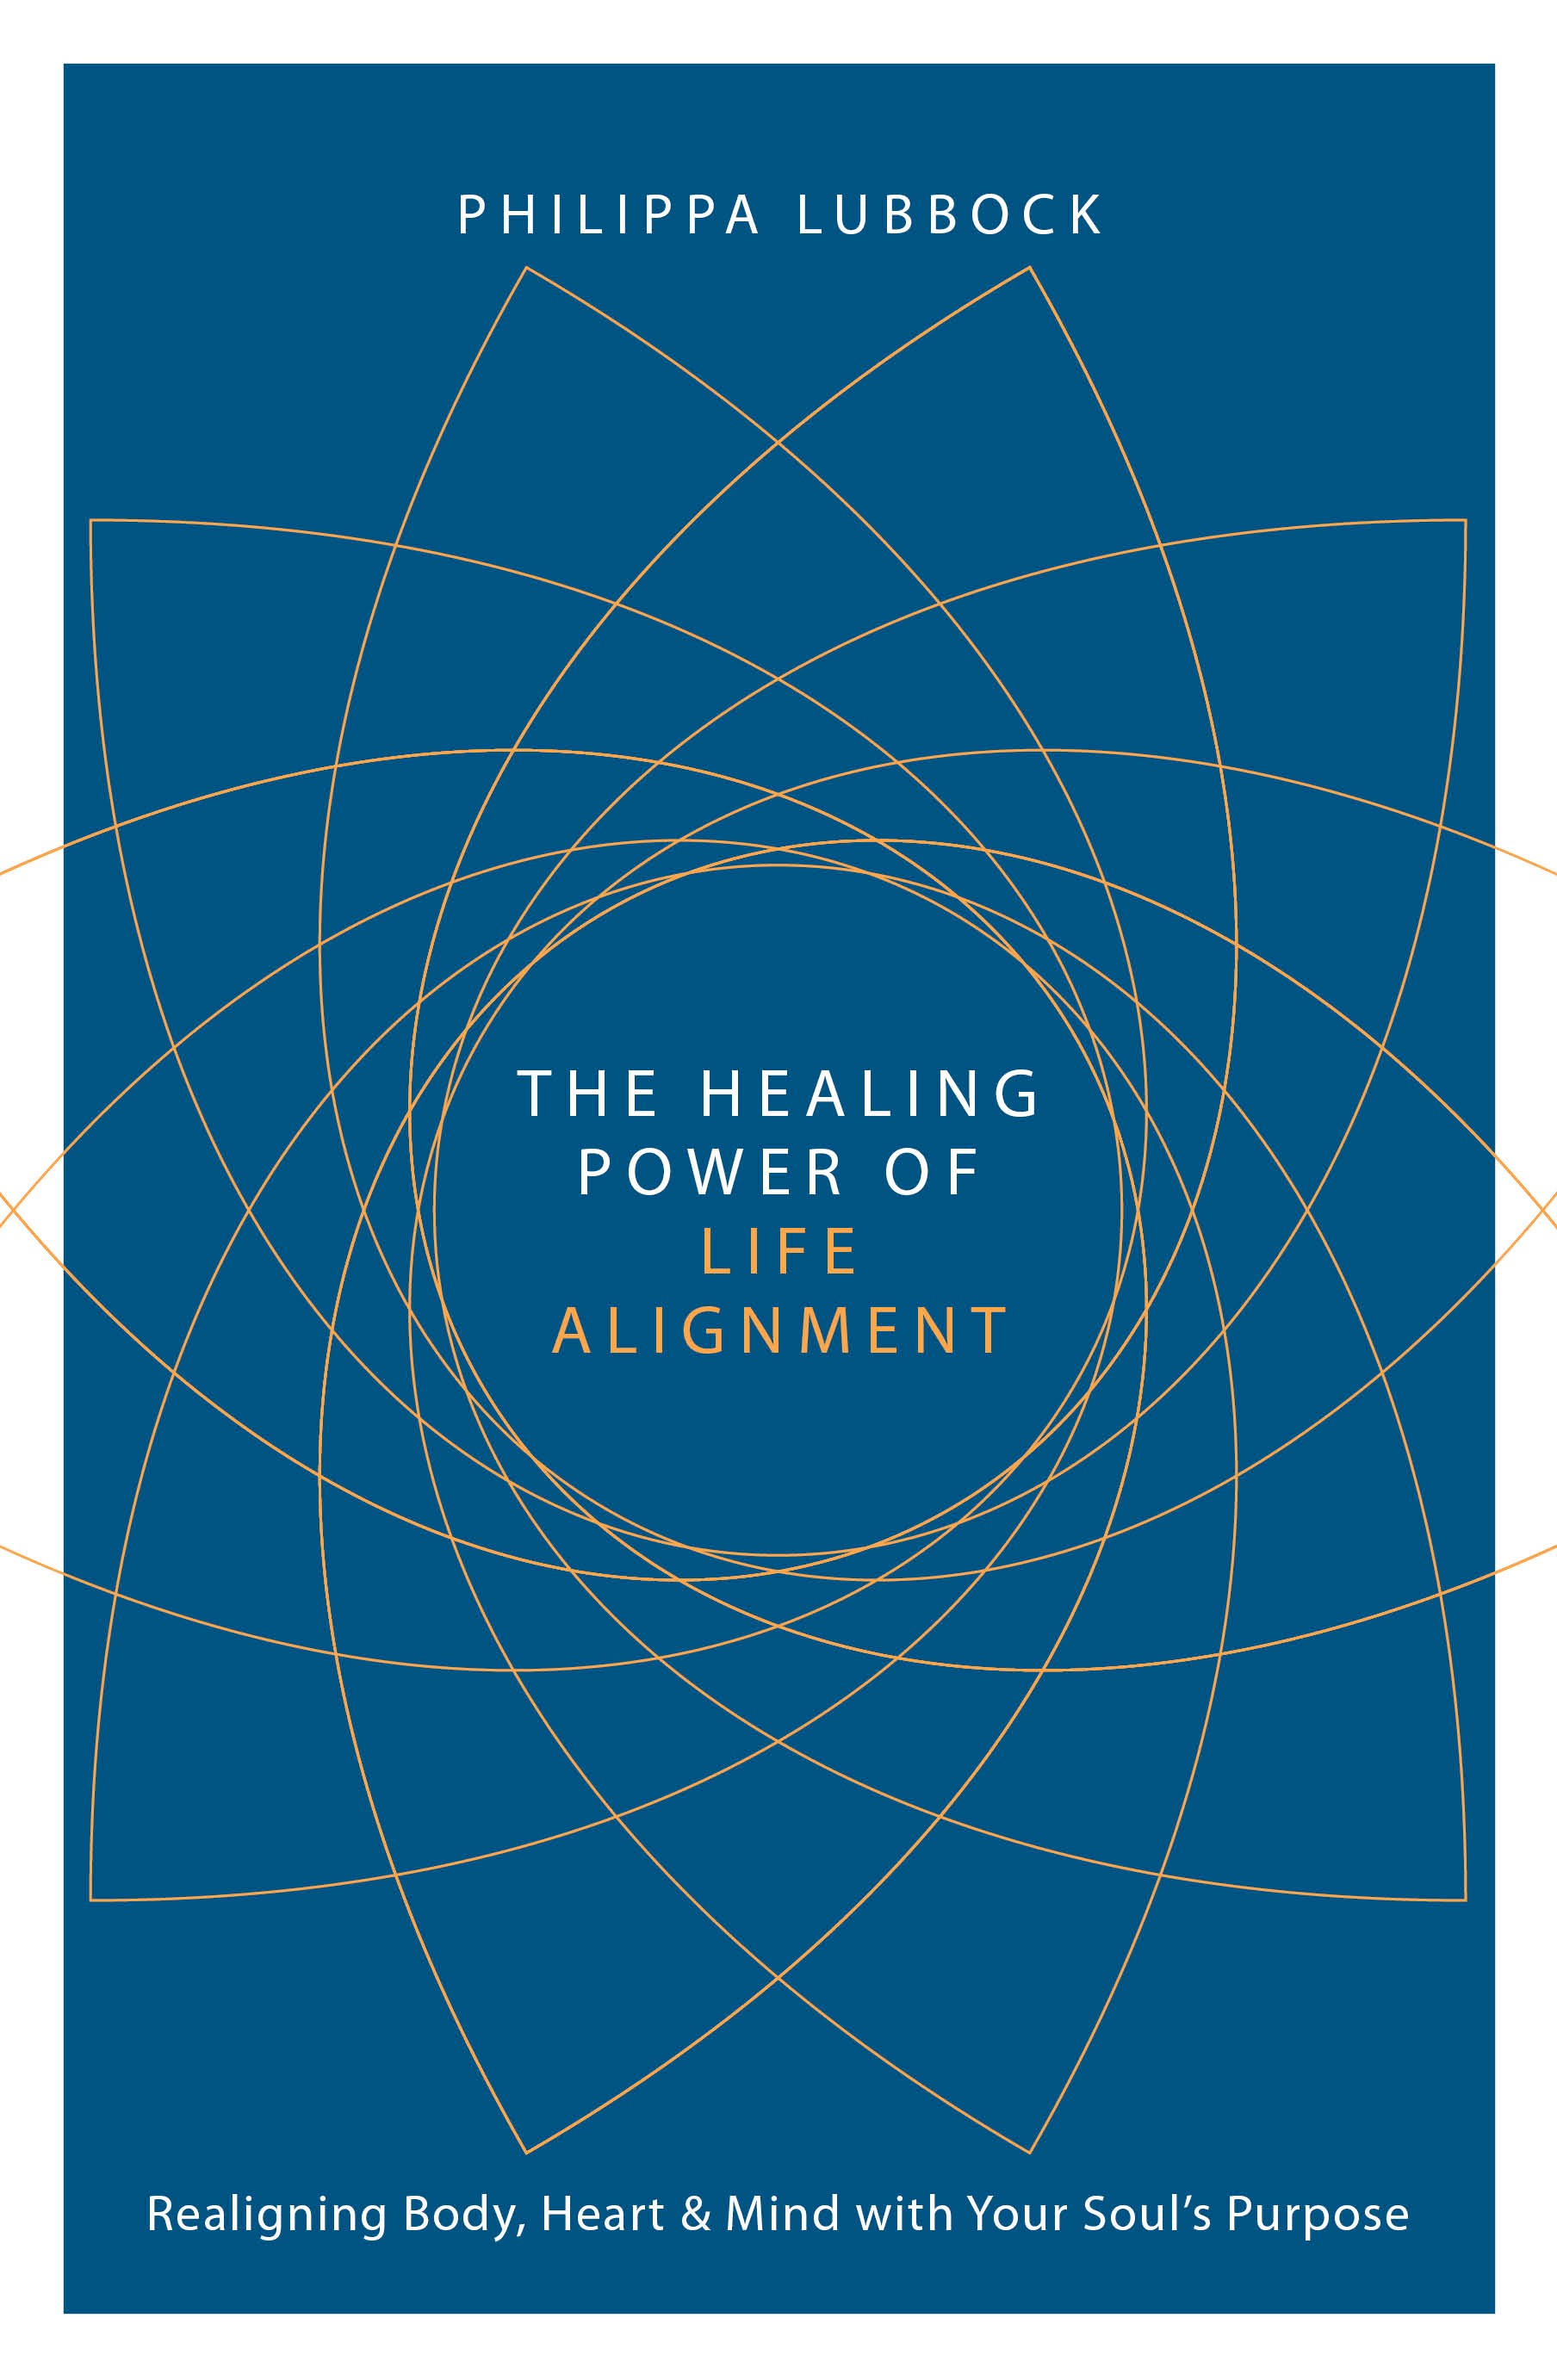 PHILIPPA LUBBOCK
THE HEALING
POWER OF
LIFE
ALIGNMENT
Realigning Body, Heart & Mind with Your Soul’s Purpose